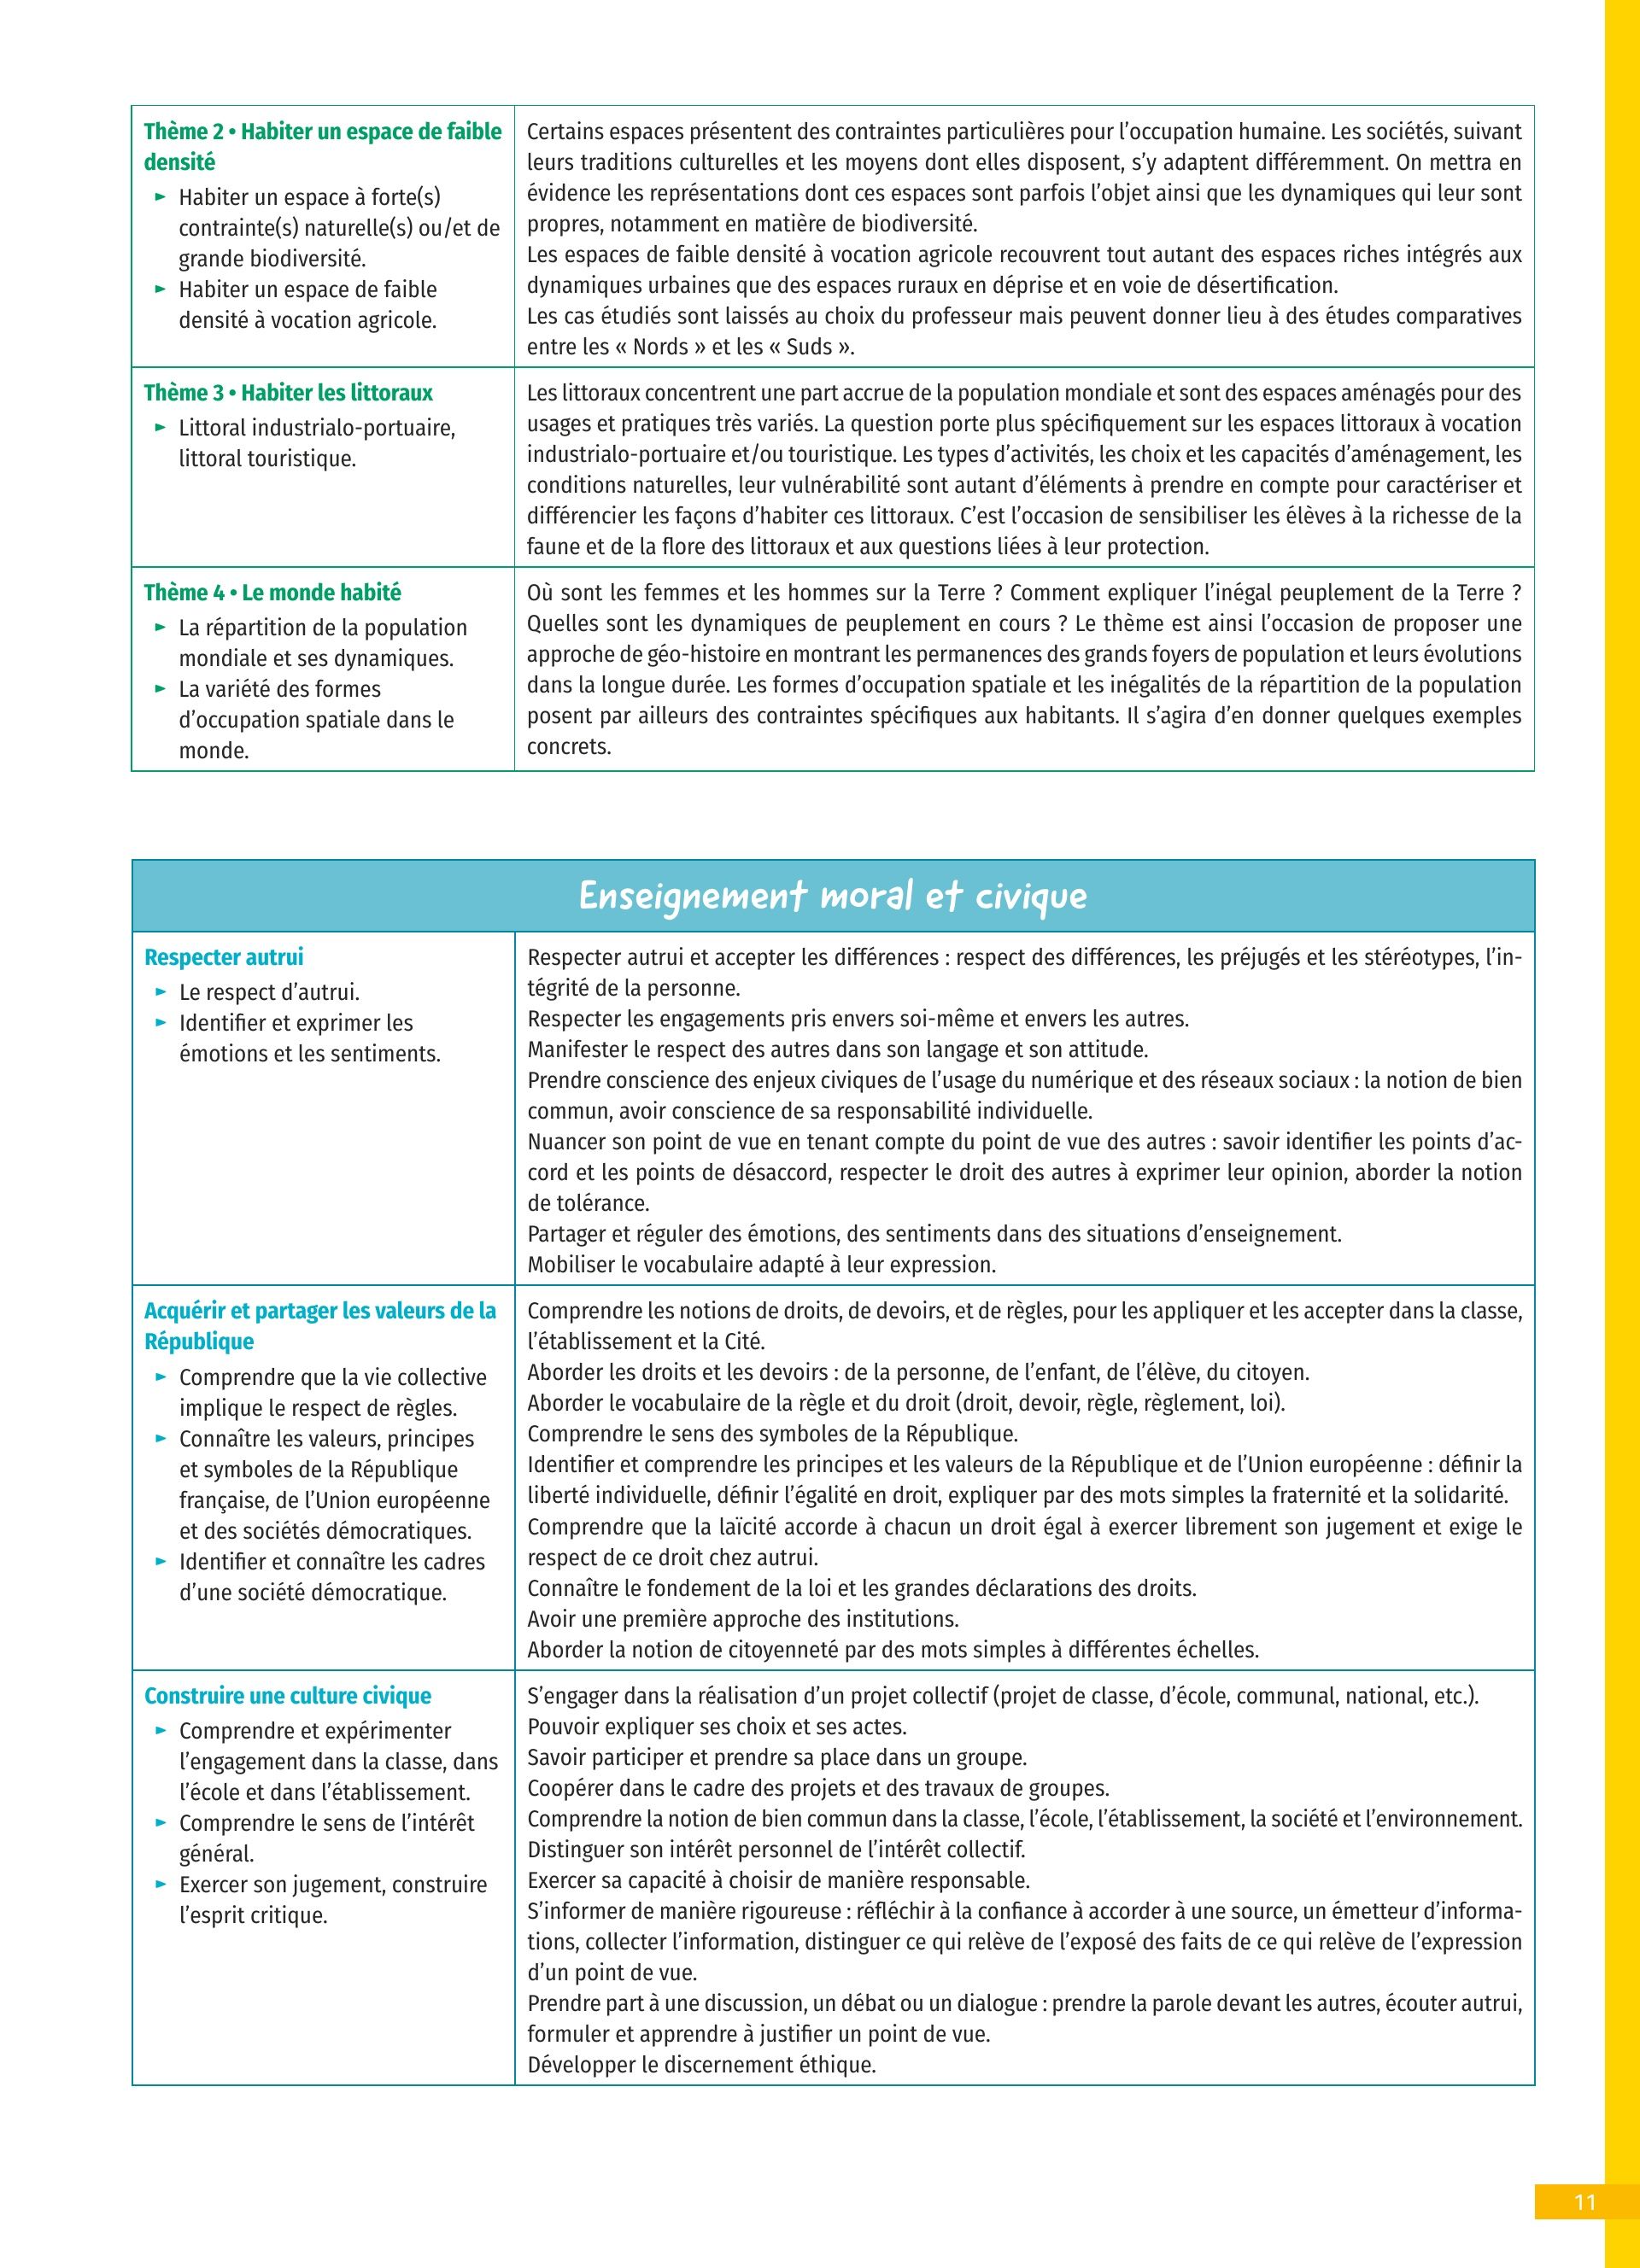 Thème 2 • Habiter un espace de faible
densité
► Habiter un espace à forte(s)
contrainte(s) naturelle(s) ou/et de
grande biodiversité.
► Habiter un espace de faible
densité à vocation agricole.
Certains espaces présentent des contraintes particulières pour l’occupation humaine. Les sociétés, suivant
leurs traditions culturelles et les moyens dont elles disposent, s’y adaptent différemment. On mettra en
évidence les représentations dont ces espaces sont parfois l’objet ainsi que les dynamiques qui leur sont
propres, notamment en matière de biodiversité.
Les espaces de faible densité à vocation agricole recouvrent tout autant des espaces riches intégrés aux
dynamiques urbaines que des espaces ruraux en déprise et en voie de désertification.
Les cas étudiés sont laissés au choix du professeur mais peuvent donner lieu à des études comparatives
entre les « Nords » et les « Suds ».
Thème 3 • Habiter les littoraux
► Littoral industrialo-portuaire,
littoral touristique.
Les littoraux concentrent une part accrue de la population mondiale et sont des espaces aménagés pour des
usages et pratiques très variés. La question porte plus spécifiquement sur les espaces littoraux à vocation
industrialo-portuaire et/ou touristique. Les types d’activités, les choix et les capacités d’aménagement, les
conditions naturelles, leur vulnérabilité sont autant d’éléments à prendre en compte pour caractériser et
différencier les façons d’habiter ces littoraux. C’est l’occasion de sensibiliser les élèves à la richesse de la
faune et de la flore des littoraux et aux questions liées à leur protection.
Thème 4 • Le monde habité
► La répartition de la population
mondiale et ses dynamiques.
► La variété des formes
d’occupation spatiale dans le
monde.
Où sont les femmes et les hommes sur la Terre ? Comment expliquer l’inégal peuplement de la Terre ?
Quelles sont les dynamiques de peuplement en cours ? Le thème est ainsi l’occasion de proposer une
approche de géo-histoire en montrant les permanences des grands foyers de population et leurs évolutions
dans la longue durée. Les formes d’occupation spatiale et les inégalités de la répartition de la population
posent par ailleurs des contraintes spécifiques aux habitants. Il s’agira d’en donner quelques exemples
concrets.
Enseignement moral et civique
Respecter autrui
► Le respect d’autrui.
► Identifier et exprimer les
émotions et les sentiments.
Respecter autrui et accepter les différences : respect des différences, les préjugés et les stéréotypes, l’in-
tégrité de la personne.
Respecter les engagements pris envers soi-même et envers les autres.
Manifester le respect des autres dans son langage et son attitude.
Prendre conscience des enjeux civiques de l’usage du numérique et des réseaux sociaux : la notion de bien
commun, avoir conscience de sa responsabilité individuelle.
Nuancer son point de vue en tenant compte du point de vue des autres : savoir identifier les points d’ac-
cord et les points de désaccord, respecter le droit des autres à exprimer leur opinion, aborder la notion
de tolérance.
Partager et réguler des émotions, des sentiments dans des situations d’enseignement.
Mobiliser le vocabulaire adapté à leur expression.
Acquérir et partager les valeurs de la
République
► Comprendre que la vie collective
implique le respect de règles.
► Connaître les valeurs, principes
et symboles de la République
française, de l’Union européenne
et des sociétés démocratiques.
► Identifier et connaître les cadres
d’une société démocratique.
Comprendre les notions de droits, de devoirs, et de règles, pour les appliquer et les accepter dans la classe,
l’établissement et la Cité.
Aborder les droits et les devoirs : de la personne, de l’enfant, de l’élève, du citoyen.
Aborder le vocabulaire de la règle et du droit (droit, devoir, règle, règlement, loi).
Comprendre le sens des symboles de la République.
Identifier et comprendre les principes et les valeurs de la République et de l’Union européenne : définir la
liberté individuelle, définir l’égalité en droit, expliquer par des mots simples la fraternité et la solidarité.
Comprendre que la laïcité accorde à chacun un droit égal à exercer librement son jugement et exige le
respect de ce droit chez autrui.
Connaître le fondement de la loi et les grandes déclarations des droits.
Avoir une première approche des institutions.
Aborder la notion de citoyenneté par des mots simples à différentes échelles.
Construire une culture civique
► Comprendre et expérimenter
l’engagement dans la classe, dans
l’école et dans l’établissement.
► Comprendre le sens de l’intérêt
général.
► Exercer son jugement, construire
l’esprit critique.
S’engager dans la réalisation d’un projet collectif (projet de classe, d’école, communal, national, etc.).
Pouvoir expliquer ses choix et ses actes.
Savoir participer et prendre sa place dans un groupe.
Coopérer dans le cadre des projets et des travaux de groupes.
Comprendre la notion de bien commun dans la classe, l’école, l’établissement, la société et l’environnement.
Distinguer son intérêt personnel de l’intérêt collectif.
Exercer sa capacité à choisir de manière responsable.
S’informer de manière rigoureuse : réfléchir à la confiance à accorder à une source, un émetteur d’informa-
tions, collecter l’information, distinguer ce qui relève de l’exposé des faits de ce qui relève de l’expression
d’un point de vue.
Prendre part à une discussion, un débat ou un dialogue : prendre la parole devant les autres, écouter autrui,
formuler et apprendre à justifier un point de vue.
Développer le discernement éthique.
11